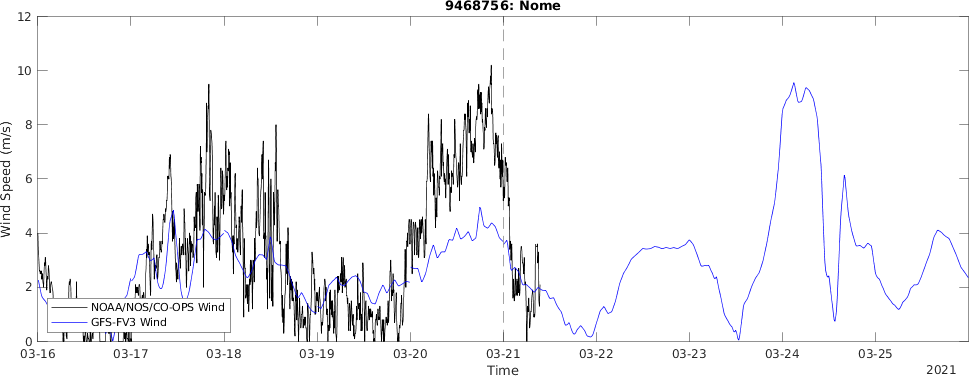 9468756: Nome
12
10
8
6
4
2
0
Wind Speed (m/s)
NOAA/NOS/CO-OPS Wind
GFS-FV3 Wind
03-16 03-17 03-18 03-19 03-20 03-21 03-22 03-23 03-24 03-25
Time
2021